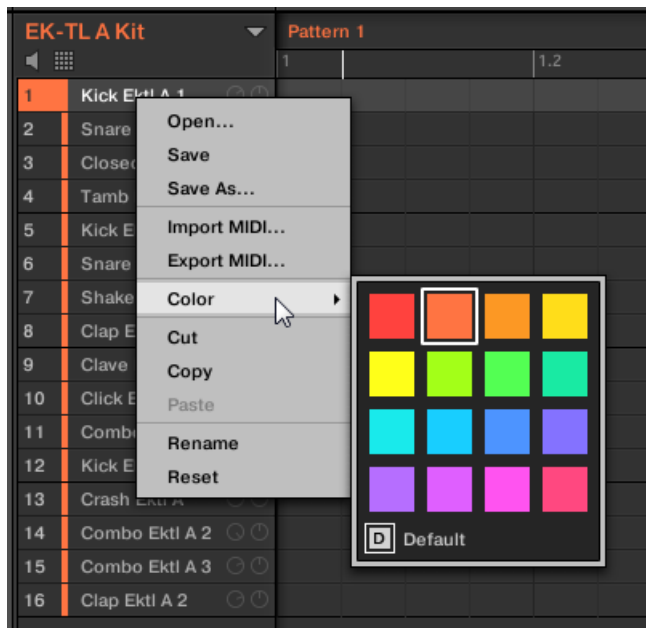 EK-TL A Kit
Pattern 1
1
1.2
1 Kick Ektl A 1
2 Snare
3 Closed
4 Tamb
5 Kick E
6 Snare
7 Shake
8 Clap E
9 Clave
10 Click E
11 Combo
12 Kick E
13 Crash Ektl A
14 Combo Ektl A 2
15 Combo Ektl A 3
16 Clap Ektl A 2
Open...
Save
Save As...
Import MIDI...
Export MIDI...
Color
Cut
Copy
Paste
Rename
Reset
D Default